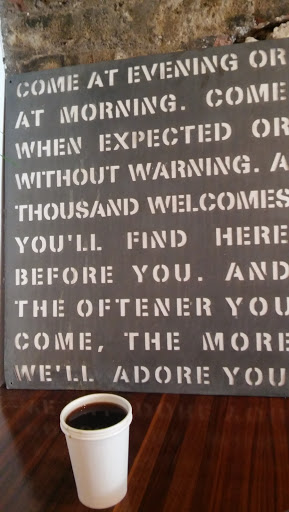 COME AT EVENING OR
AT MORNING. COME
WHEN EXPECTED OR
WITHOUT WARNING. A
THOUSAND WELCOMES
YOU'LL FIND HERE
BEFORE YOU. AND
THE OFTENER YOU
COME, THE MORE
WE'LL ADORE YOU